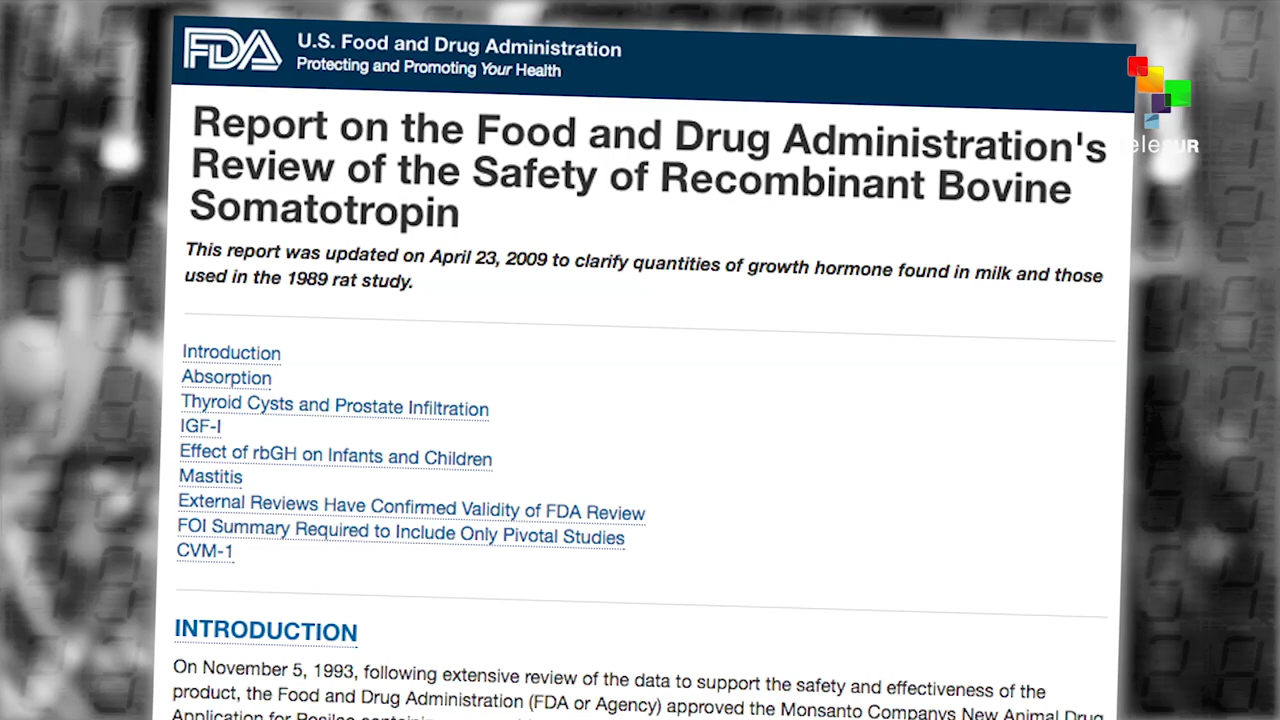 FDA
U.S. Food and Drug Administration
Protecting and Promoting Your Health
teleSUR
Report on the Food and Drug Administration's
Review of the Safety of Recombinant Bovine
Somatotropin
This report was updated on April 23, 2009 to clarify quantities of growth hormone found in milk and those
used in the 1989 rat study.
Introduction
Absorption
Thyroid Cysts and Prostate Infiltration
IGF-I
Effect of rbGH on Infants and Children
Mastitis
External Reviews Have Confirmed Validity of FDA Review
FOI Summary Required to Include Only Pivotal Studies
CVM-1
INTRODUCTION
On November 5, 1993, following extensive review of the data to support the safety and effectiveness of the
product, the Food and Drug Administration (FDA or Agency) approved the Monsanto Companys New Animal Drug
Application for Posilac